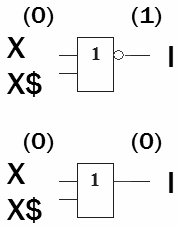 (0) (1)
X 1 I
X$
(0) (0)
X 1 I
X$